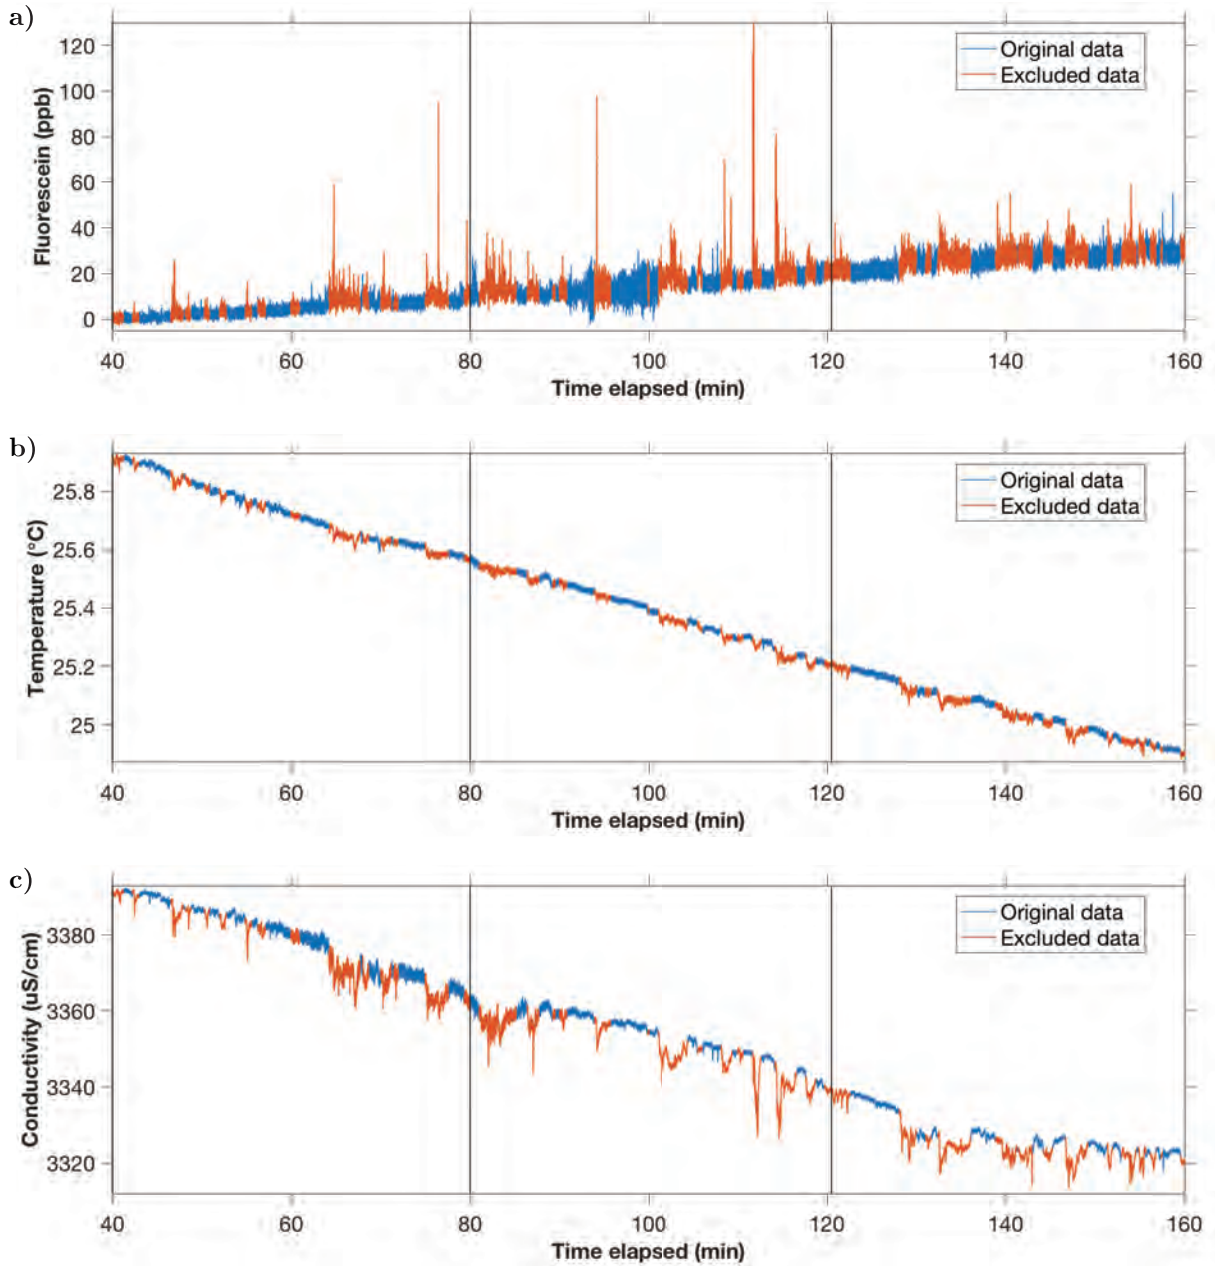 a)
Fluorescein (ppb)
120
100
80
60
40
20
0
Original data
Excluded data
40 60 80 100 120 140 160
Time elapsed (min)
b)
Temperature (°C)
25.8
25.6
25.4
25.2
25
Original data
Excluded data
40 60 80 100 120 140 160
Time elapsed (min)
c)
Conductivity (uS/cm)
3380
3360
3340
3320
Original data
Excluded data
40 60 80 100 120 140 160
Time elapsed (min)